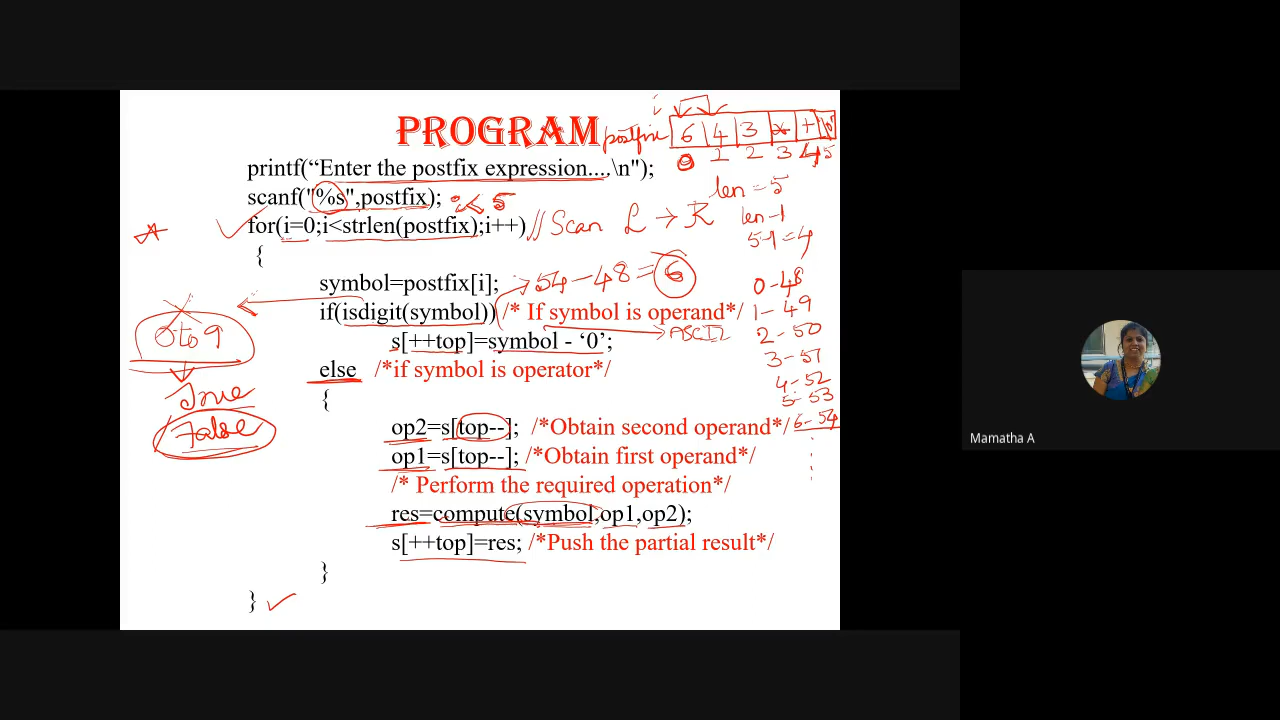 PROGRAM
i
postfix 6 4 3 * + \0
0 1 2 3 4 5
printf(“Enter the postfix expression....\n");
scanf("%s",postfix); i < 5
len = 5
for(i=0;i<strlen(postfix);i++) // Scan L → R
len-1
5-1=4
{
symbol=postfix[i]; → 54 - 48 = 6
0-48
if(isdigit(symbol)) /* If symbol is operand*/
1- 49
ASCII
2- 50
0 to 9
s[++top]=symbol - ‘0’;
3- 51
else /*if symbol is operator*/
4- 52
True
5- 53
{
False
op2=s[top--]; /*Obtain second operand*/
6- 54
op1=s[top--]; /*Obtain first operand*/
/* Perform the required operation*/
res=compute(symbol,op1,op2);
s[++top]=res; /*Push the partial result*/
}
}
Mamatha A